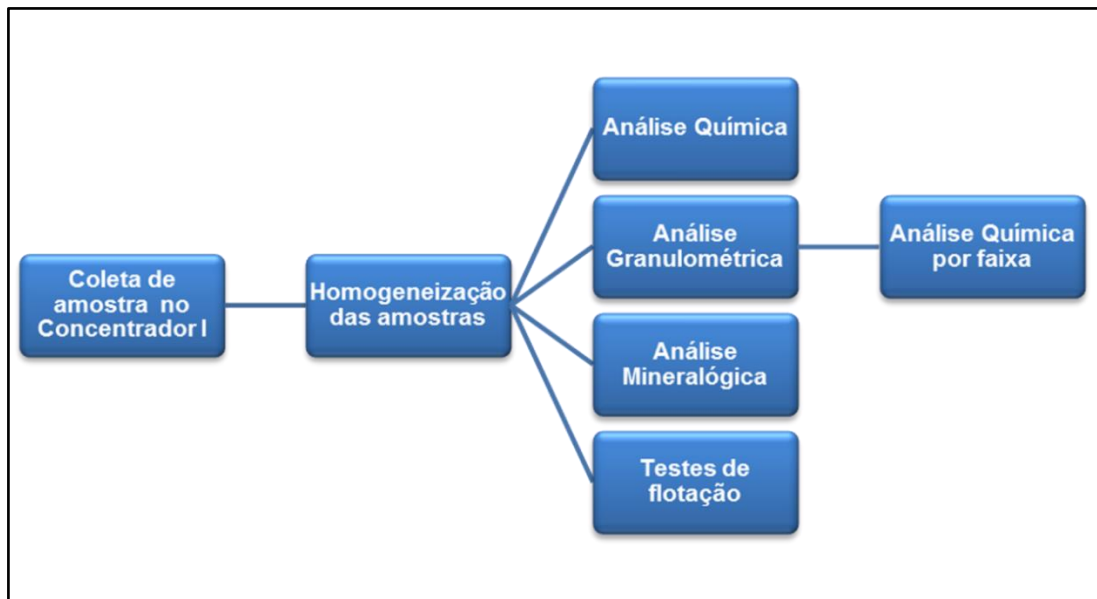 Coleta de
amostra no
Concentrador I
Homogeneização
das amostras
Análise Química
Análise
Granulométrica
Análise Química
por faixa
Análise
Mineralógica
Testes de
flotação